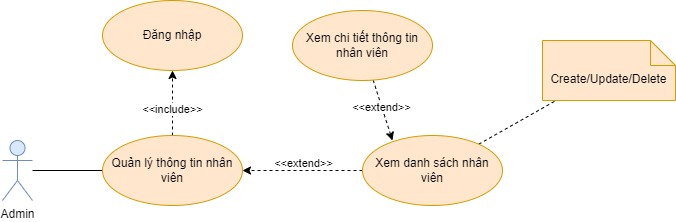 Đăng nhập
Xem chi tiết thông tin
nhân viên
Create/Update/Delete
<<include>>
<<extend>>
Quản lý thông tin nhân
viên
<<extend>>
Xem danh sách nhân
viên
Admin